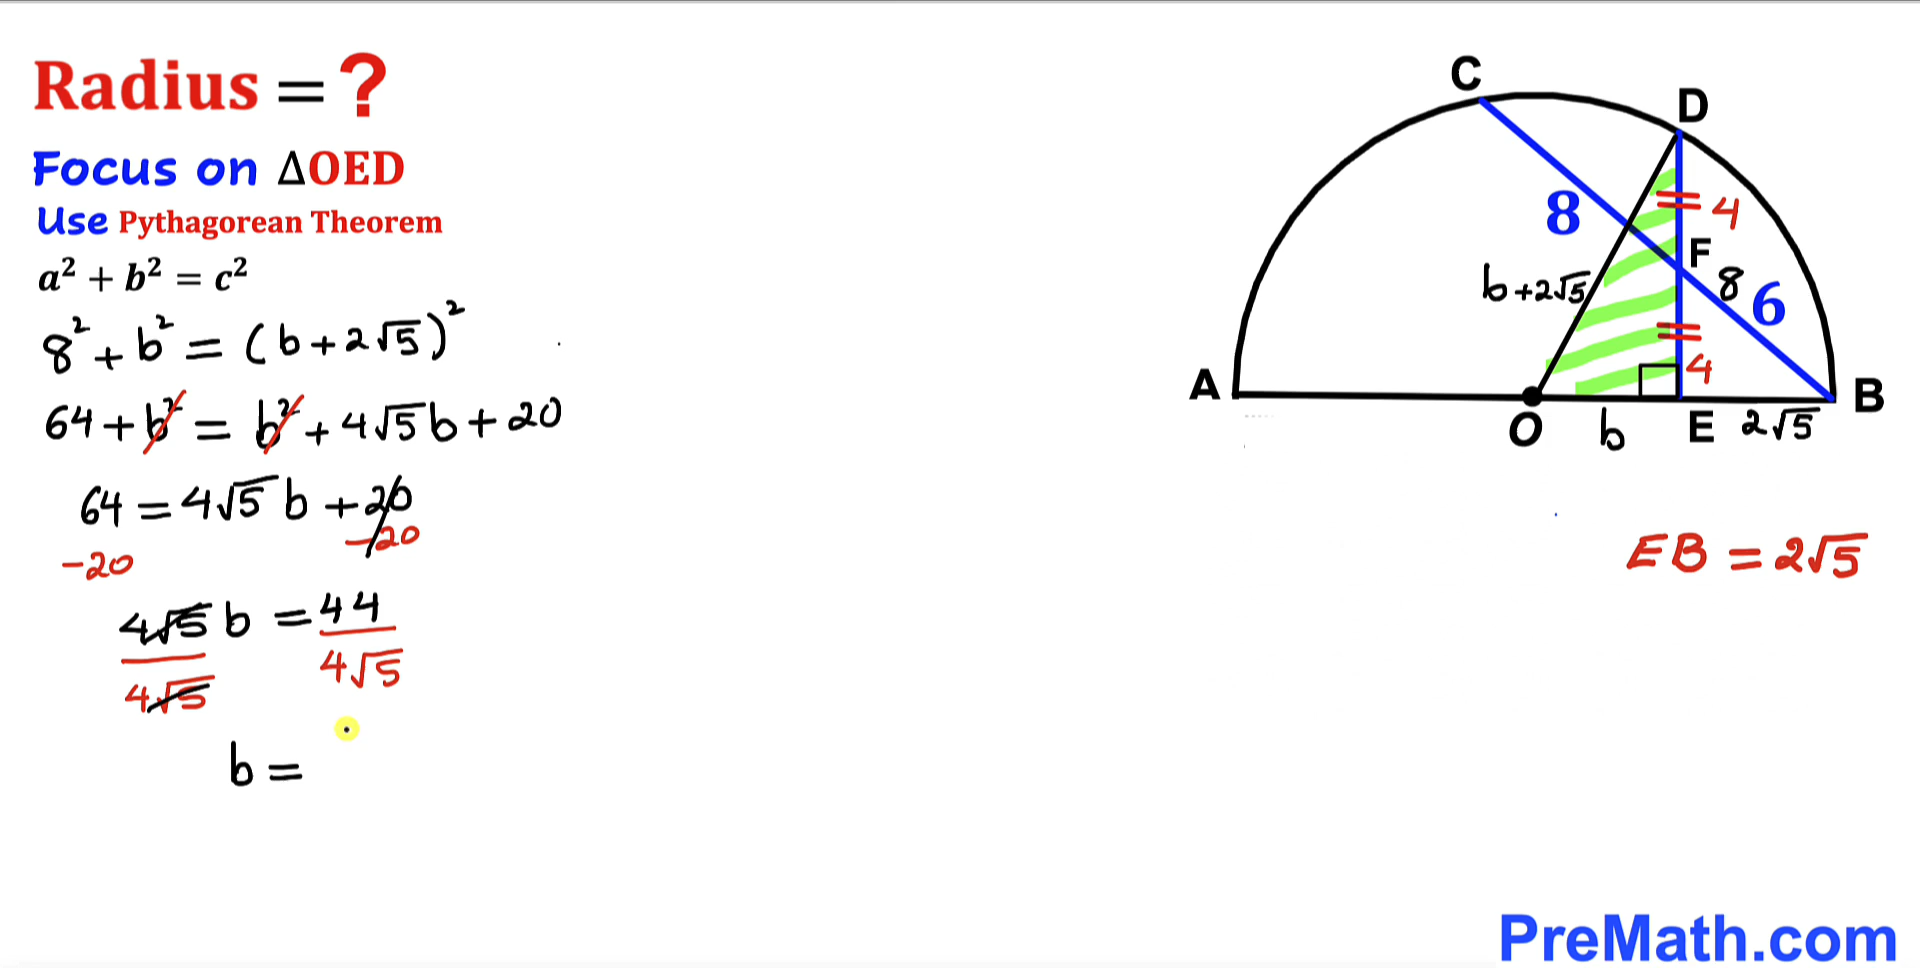 Radius = ?
Focus on ΔOED
Use Pythagorean Theorem
a² + b² = c²
8² + b² = (b + 2√5)²
64 + b² = b² + 4√5b + 20
64 = 4√5 b + 20
-20 -20
4√5 b = 44
4√5 4√5
b =
C
D
8
4
F
b+2√5
8
6
4
A
B
O
b
E
2√5
EB = 2√5
PreMath.com